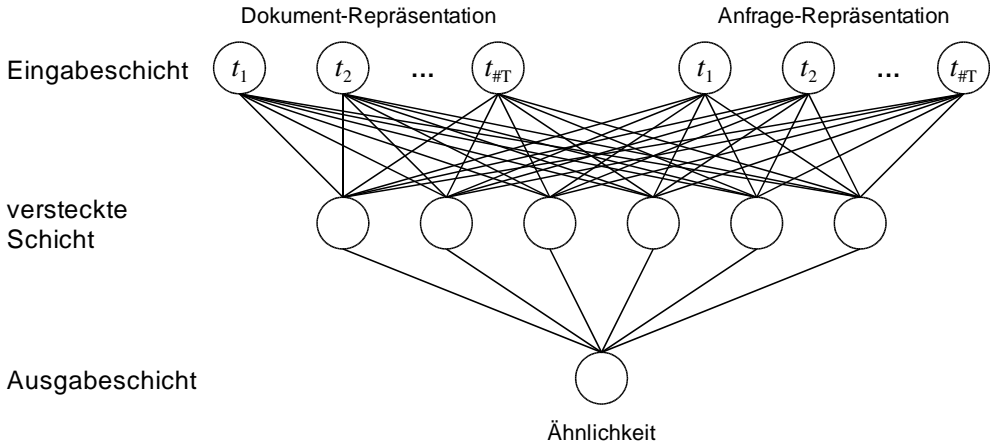 Dokument-Repräsentation Anfrage-Repräsentation
Eingabeschicht t1 t2 ... t#T t1 t2 ... t#T
versteckte
Schicht
Ausgabeschicht
Ähnlichkeit